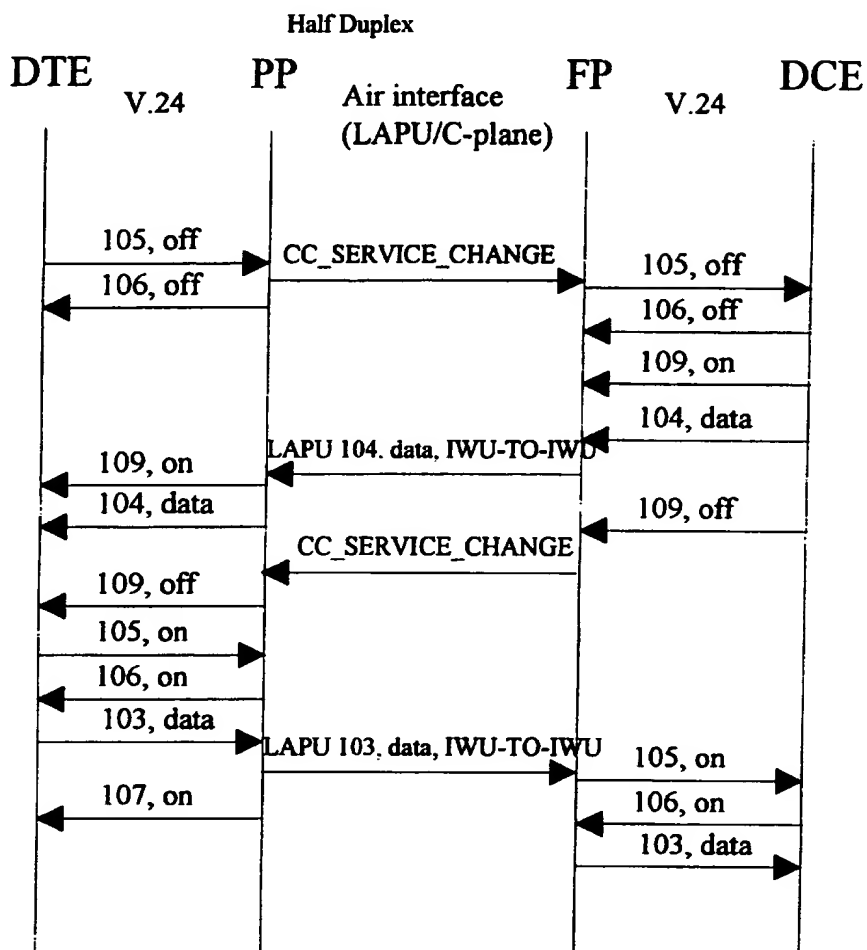 Half Duplex
DTE PP FP DCE
V.24 Air interface V.24
(LAPU/C-plane)
105, off
CC_SERVICE_CHANGE
105, off
106, off
106, off
109, on
104, data
LAPU 104. data, IWU-TO-IWU
109, on
104, data
109, off
CC_SERVICE_CHANGE
109, off
105, on
106, on
103, data
LAPU 103. data, IWU-TO-IWU
105, on
107, on
106, on
103, data